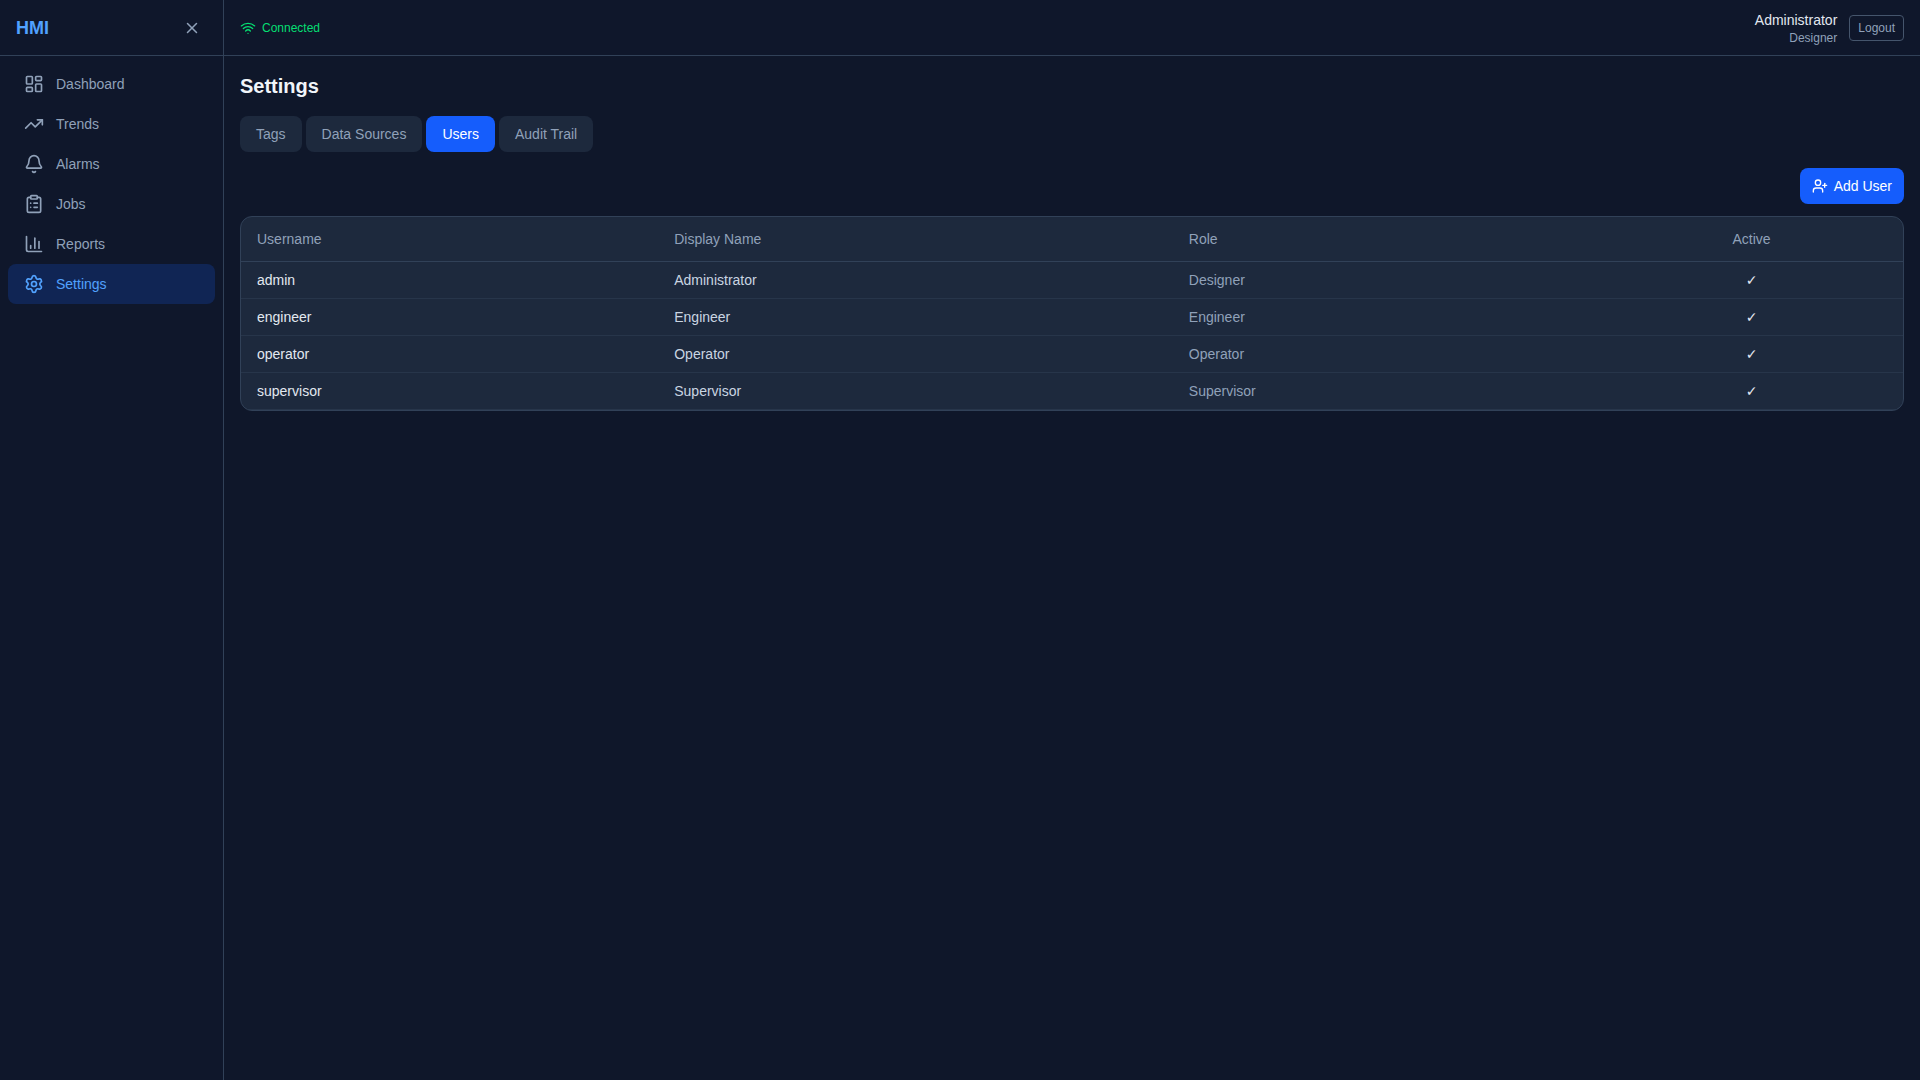 HMI
Connected
Administrator
Designer
Logout
Dashboard
Trends
Alarms
Jobs
Reports
Settings
Settings
Tags Data Sources Users Audit Trail
Add User
Username Display Name Role Active
admin Administrator Designer ✓
engineer Engineer Engineer ✓
operator Operator Operator ✓
supervisor Supervisor Supervisor ✓